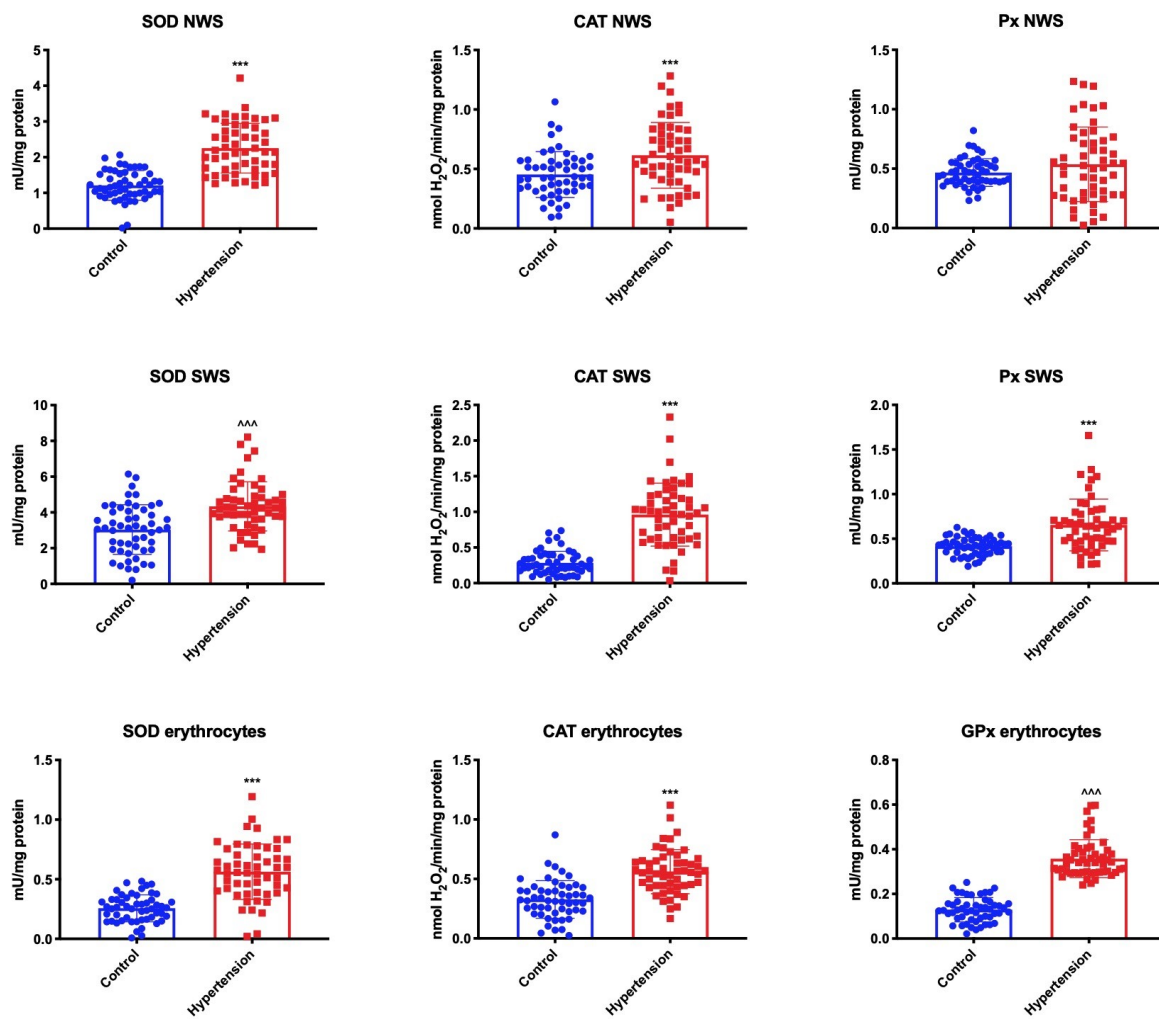 SOD NWS
mU/mg protein
5
4
3
2
1
0
***
Control
Hypertension
CAT NWS
nmol H₂O₂/min/mg protein
1.5
1.0
0.5
0.0
***
Control
Hypertension
Px NWS
mU/mg protein
1.5
1.0
0.5
0.0
Control
Hypertension
SOD SWS
mU/mg protein
10
8
6
4
2
0
^^^
Control
Hypertension
CAT SWS
nmol H₂O₂/min/mg protein
2.5
2.0
1.5
1.0
0.5
0.0
***
Control
Hypertension
Px SWS
mU/mg protein
2.0
1.5
1.0
0.5
0.0
***
Control
Hypertension
SOD erythrocytes
mU/mg protein
1.5
1.0
0.5
0.0
***
Control
Hypertension
CAT erythrocytes
nmol H₂O₂/min/mg protein
1.5
1.0
0.5
0.0
***
Control
Hypertension
GPx erythrocytes
mU/mg protein
0.8
0.6
0.4
0.2
0.0
^^^
Control
Hypertension